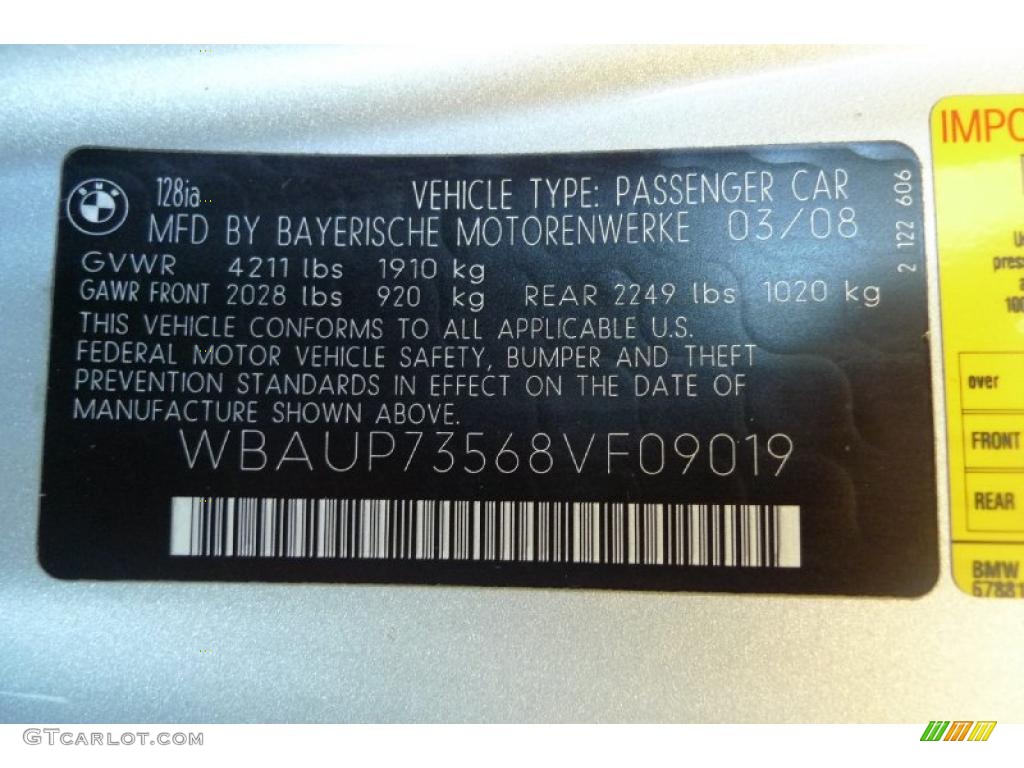 BMW
128ia
VEHICLE TYPE: PASSENGER CAR
MFD BY BAYERISCHE MOTORENWERKE 03/08
GVWR 4211 lbs 1910 kg
GAWR FRONT 2028 lbs 920 kg REAR 2249 lbs 1020 kg
THIS VEHICLE CONFORMS TO ALL APPLICABLE U.S.
FEDERAL MOTOR VEHICLE SAFETY, BUMPER AND THEFT
PREVENTION STANDARDS IN EFFECT ON THE DATE OF
MANUFACTURE SHOWN ABOVE.
WBAUP73568VF09019
2 122 606
over
FRONT
REAR
BMW
GTCarLot.com